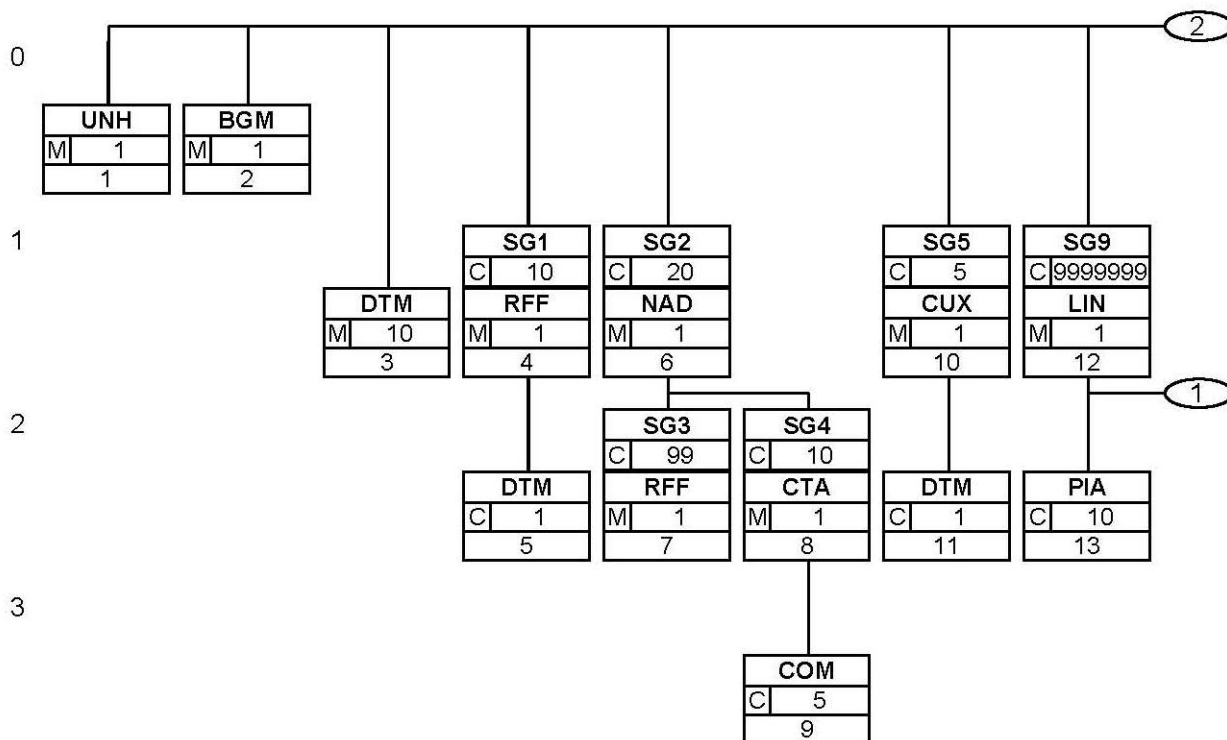 2
0
UNH
M 1
1
BGM
M 1
2
1
DTM
M 10
3
SG1
C 10
RFF
M 1
4
SG2
C 20
NAD
M 1
6
SG5
C 5
CUX
M 1
10
SG9
C 9999999
LIN
M 1
12
1
2
DTM
C 1
5
SG3
C 99
RFF
M 1
7
SG4
C 10
CTA
M 1
8
DTM
C 1
11
PIA
C 10
13
3
COM
C 5
9